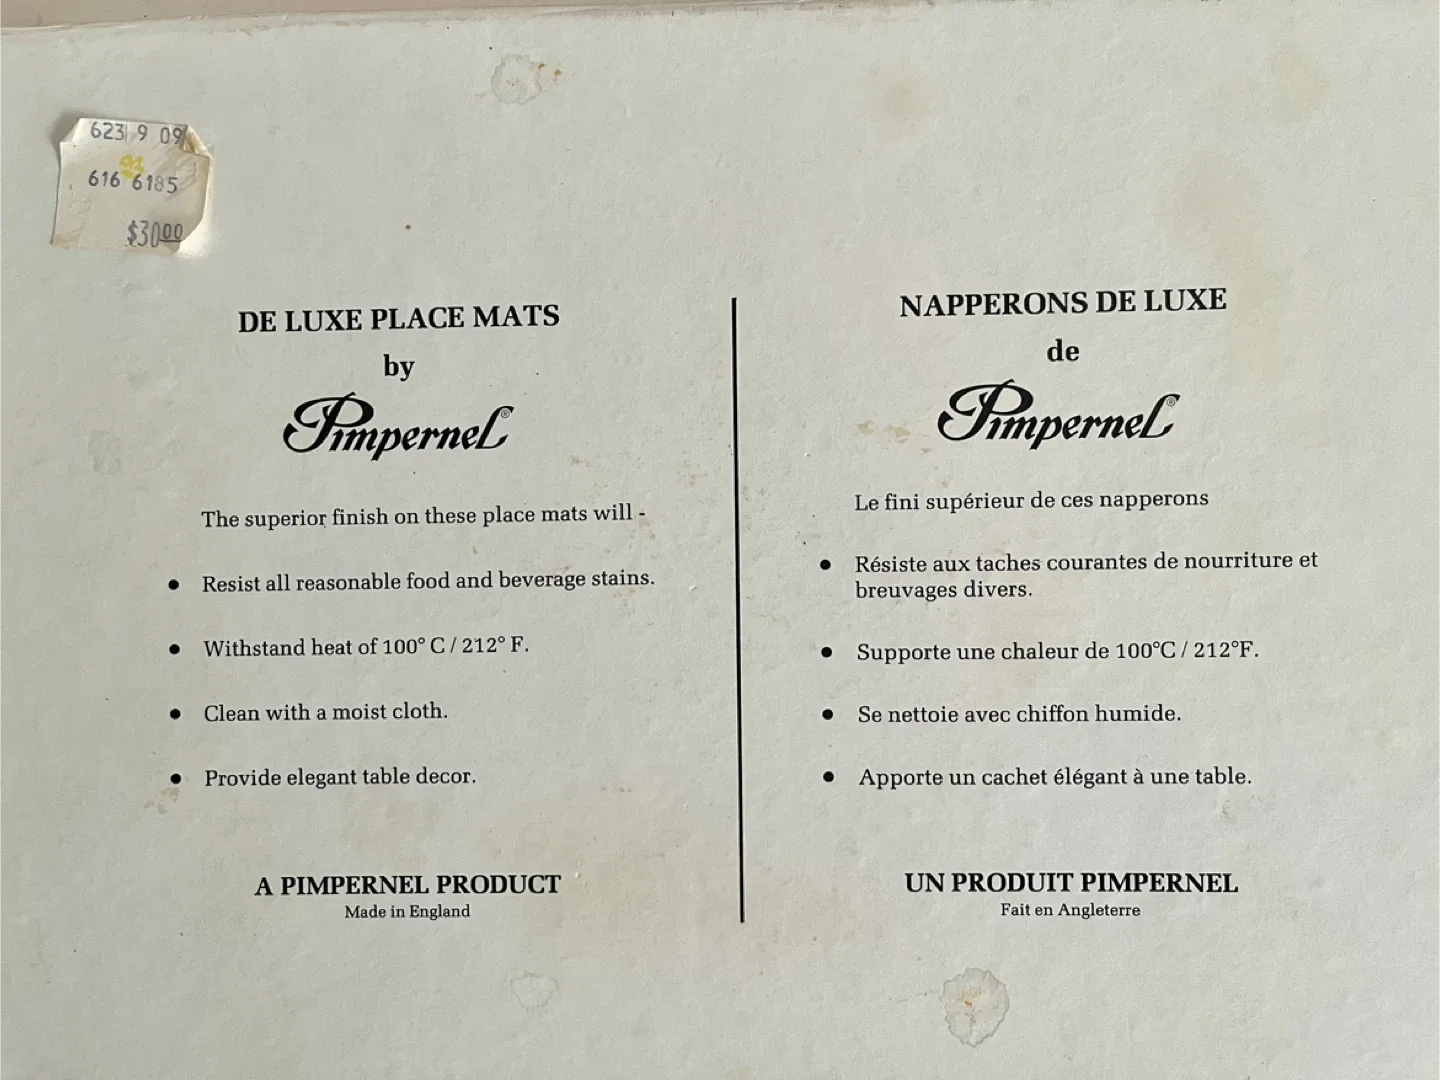 623 9 09
616 6185
$30.00
DE LUXE PLACE MATS
by
Pimpernel®
The superior finish on these place mats will -
● Resist all reasonable food and beverage stains.
● Withstand heat of 100° C / 212° F.
● Clean with a moist cloth.
● Provide elegant table decor.
A PIMPERNEL PRODUCT
Made in England
NAPPERONS DE LUXE
de
Pimpernel®
Le fini supérieur de ces napperons
● Résiste aux taches courantes de nourriture et
breuvages divers.
● Supporte une chaleur de 100°C / 212°F.
● Se nettoie avec chiffon humide.
● Apporte un cachet élégant à une table.
UN PRODUIT PIMPERNEL
Fait en Angleterre